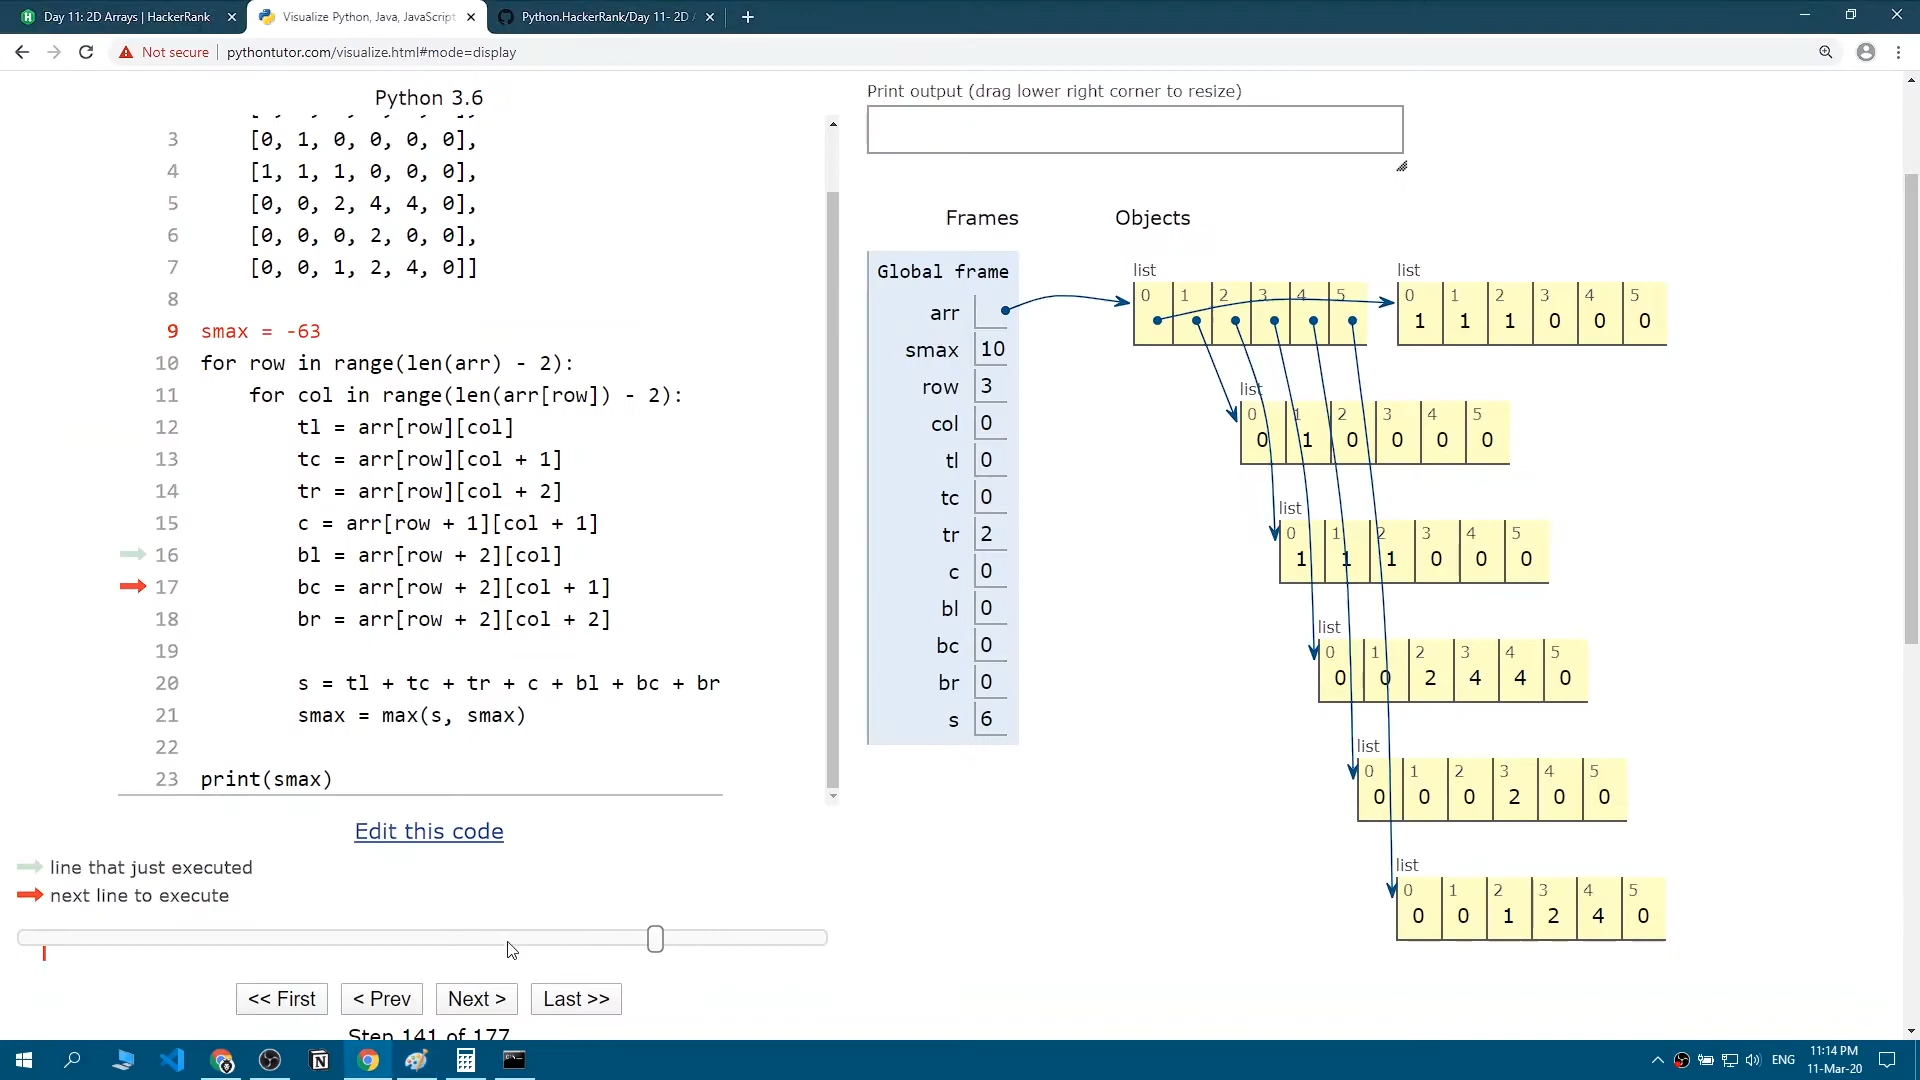 Day 11: 2D Arrays | HackerRank
Visualize Python, Java, JavaScript
Python.HackerRank/Day 11- 2D
Not secure
pythontutor.com/visualize.html#mode=display
Python 3.6
3 [0, 1, 0, 0, 0, 0],
4 [1, 1, 1, 0, 0, 0],
5 [0, 0, 2, 4, 4, 0],
6 [0, 0, 0, 2, 0, 0],
7 [0, 0, 1, 2, 4, 0]]
8
9 smax = -63
10 for row in range(len(arr) - 2):
11 for col in range(len(arr[row]) - 2):
12 tl = arr[row][col]
13 tc = arr[row][col + 1]
14 tr = arr[row][col + 2]
15 c = arr[row + 1][col + 1]
16 bl = arr[row + 2][col]
17 bc = arr[row + 2][col + 1]
18 br = arr[row + 2][col + 2]
19
20 s = tl + tc + tr + c + bl + bc + br
21 smax = max(s, smax)
22
23 print(smax)
Edit this code
line that just executed
next line to execute
<< First
< Prev
Next >
Last >>
Step 141 of 177
Print output (drag lower right corner to resize)
Frames
Objects
Global frame
arr
smax 10
row 3
col 0
tl 0
tc 0
tr 2
c 0
bl 0
bc 0
br 0
s 6
list
0 1 2 3 4 5
list
0 1 2 3 4 5
1 1 1 0 0 0
list
0 1 2 3 4 5
0 1 0 0 0 0
list
0 1 2 3 4 5
1 1 1 0 0 0
list
0 1 2 3 4 5
0 0 2 4 4 0
list
0 1 2 3 4 5
0 0 0 2 0 0
list
0 1 2 3 4 5
0 0 1 2 4 0
ENG
11:14 PM
11-Mar-20